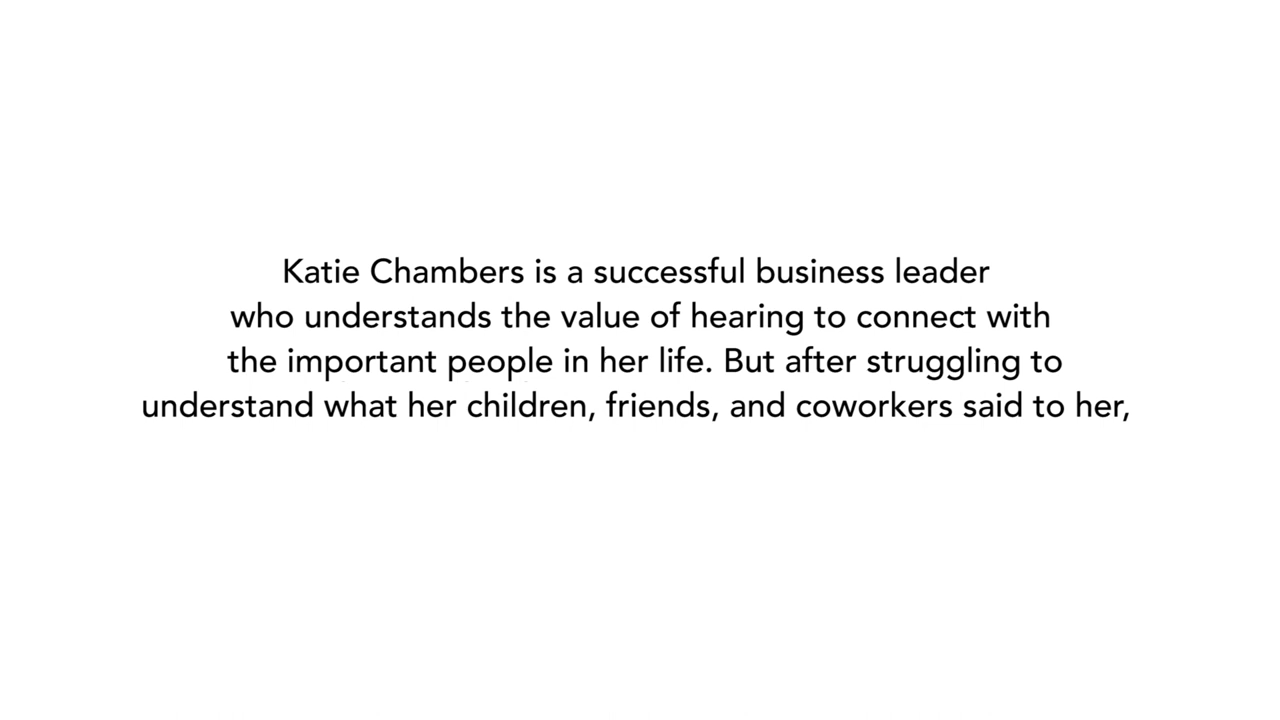 Katie Chambers is a successful business leader
who understands the value of hearing to connect with
the important people in her life. But after struggling to
understand what her children, friends, and coworkers said to her,